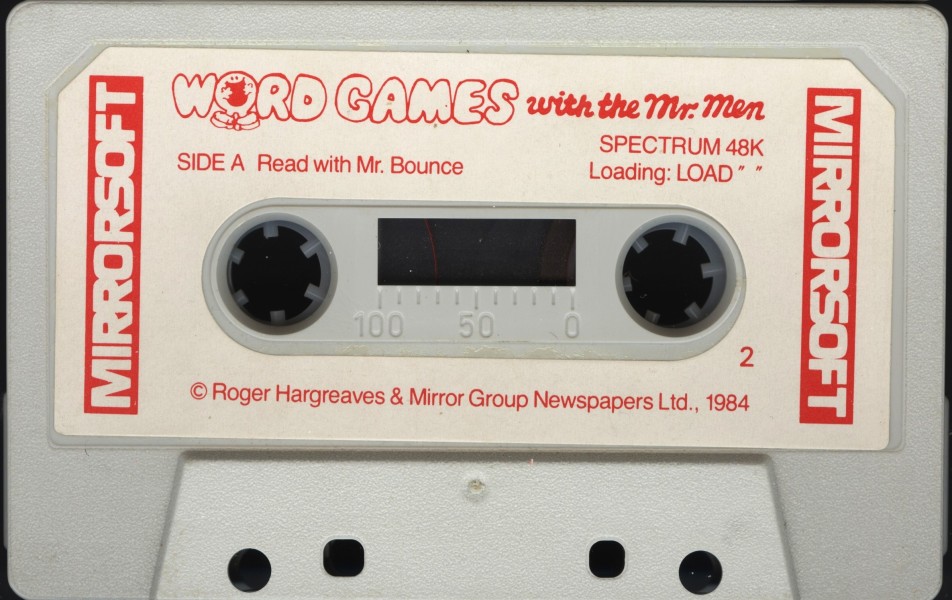 WORD GAMES with the Mr. Men
SPECTRUM 48K
SIDE A Read with Mr. Bounce
Loading: LOAD " "
MIRRORSOFT
MIRRORSOFT
100 50 0
2
© Roger Hargreaves & Mirror Group Newspapers Ltd., 1984